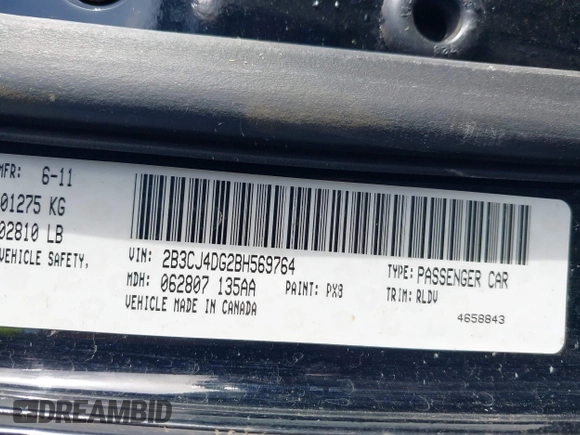 MFR: 6-11
01275 KG
02810 LB
VEHICLE SAFETY,
VIN: 2B3CJ4DG2BH569764
TYPE: PASSENGER CAR
MDH: 062807 135AA
PAINT: PX8
TRIM: RLDV
VEHICLE MADE IN CANADA
4658843
DREAMBID